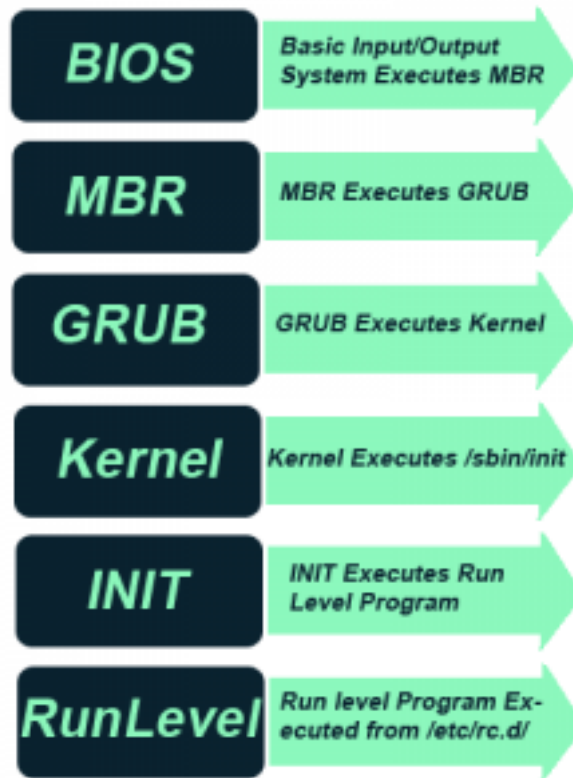 BIOS
Basic Input/Output
System Executes MBR
MBR
MBR Executes GRUB
GRUB
GRUB Executes Kernel
Kernel
Kernel Executes /sbin/init
INIT
INIT Executes Run
Level Program
RunLevel
Run level Program Ex-
ecuted from /etc/rc.d/